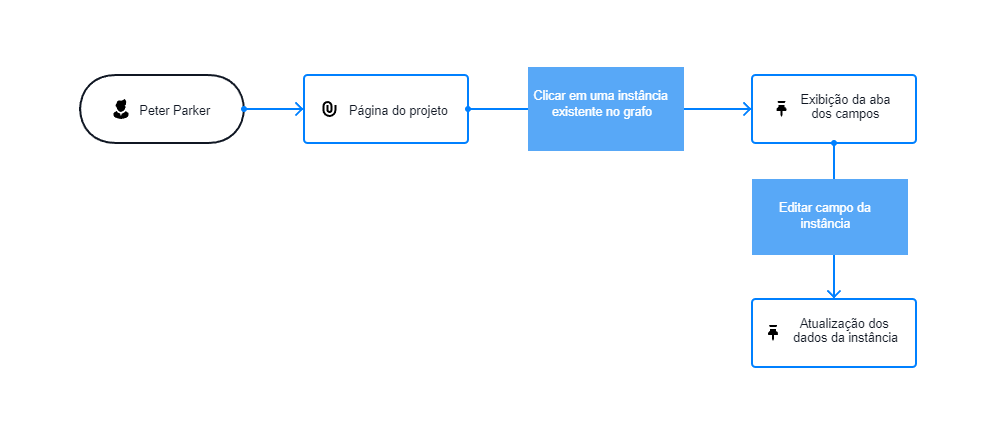 Peter Parker
Página do projeto
Clicar em uma instância
existente no grafo
Exibição da aba
dos campos
Editar campo da
instância
Atualização dos
dados da instância